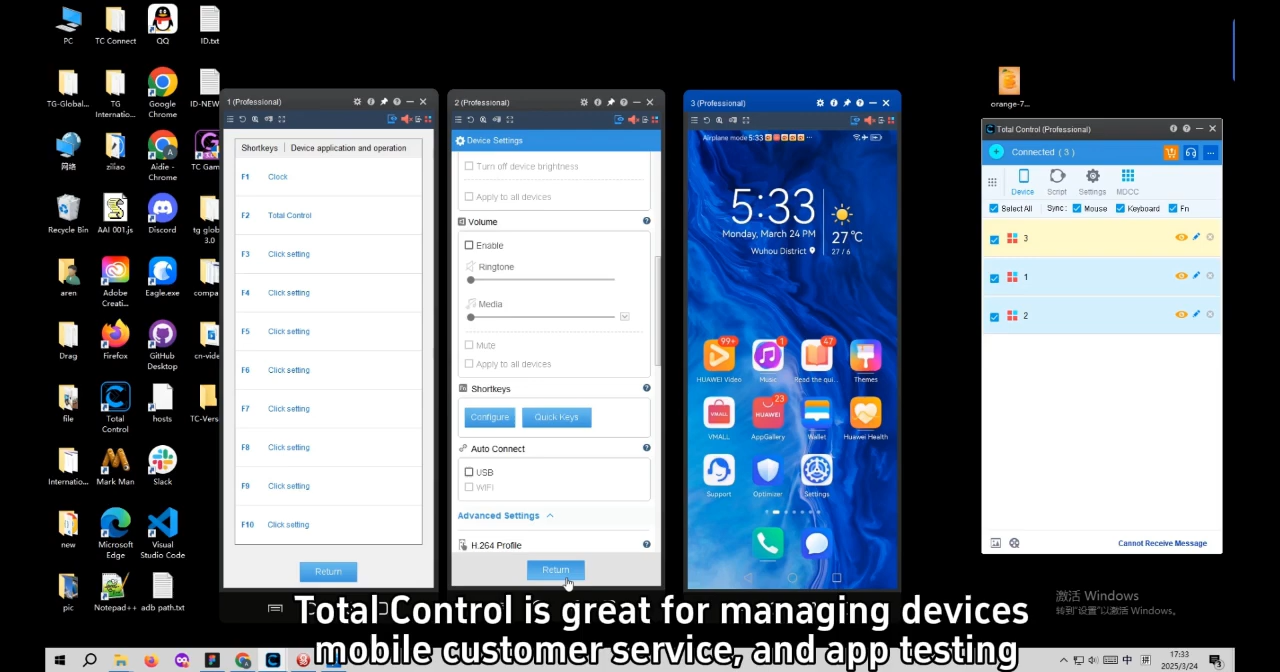 PC
TC Connect
QQ
ID.txt
TG-Global...
TG
Internatio...
Google
Chrome
ID-NEW
网络
ziliao
Aidie -
Chrome
TC Gam
Recycle Bin
AAI 001.js
Discord
tg glob
3.0
aren
Adobe
Creati...
Eagle.exe
compa
Drag
Firefox
GitHub
Desktop
cn-vide
file
Total
Control
hosts
TC-Vers
Internatio...
Mark Man
Slack
new
Microsoft
Edge
Visual
Studio Code
pic
Notepad++
adb path.txt
1 (Professional)
Shortkeys
Device application and operation
F1 Clock
F2 Total Control
F3 Click setting
F4 Click setting
F5 Click setting
F6 Click setting
F7 Click setting
F8 Click setting
F9 Click setting
F10 Click setting
Return
2 (Professional)
Device Settings
Turn off device brightness
Apply to all devices
Volume
Enable
Ringtone
Media
Mute
Apply to all devices
Shortkeys
Configure Quick Keys
Auto Connect
USB
WIFI
Advanced Settings
H.264 Profile
Return
3 (Professional)
Airplane mode 5:33
5:33
Monday, March 24 PM
Wuhou District
27℃
27 / 6
99+
1
47
HUAWEI Video
Music
Read the qui...
Themes
VMALL
HUAWEI
23
VMALL
AppGallery
Wallet
Huawei Health
Support
Optimizer
Settings
orange-7...
Total Control (Professional)
Connected ( 3 )
Device Script Settings MDCC
Select All Sync: Mouse Keyboard Fn
3
1
2
Cannot Receive Message
激活 Windows
转到"设置"以激活 Windows。
Total Control is great for managing devices
mobile customer service, and app testing
中
拼
17:33
2025/3/24
3